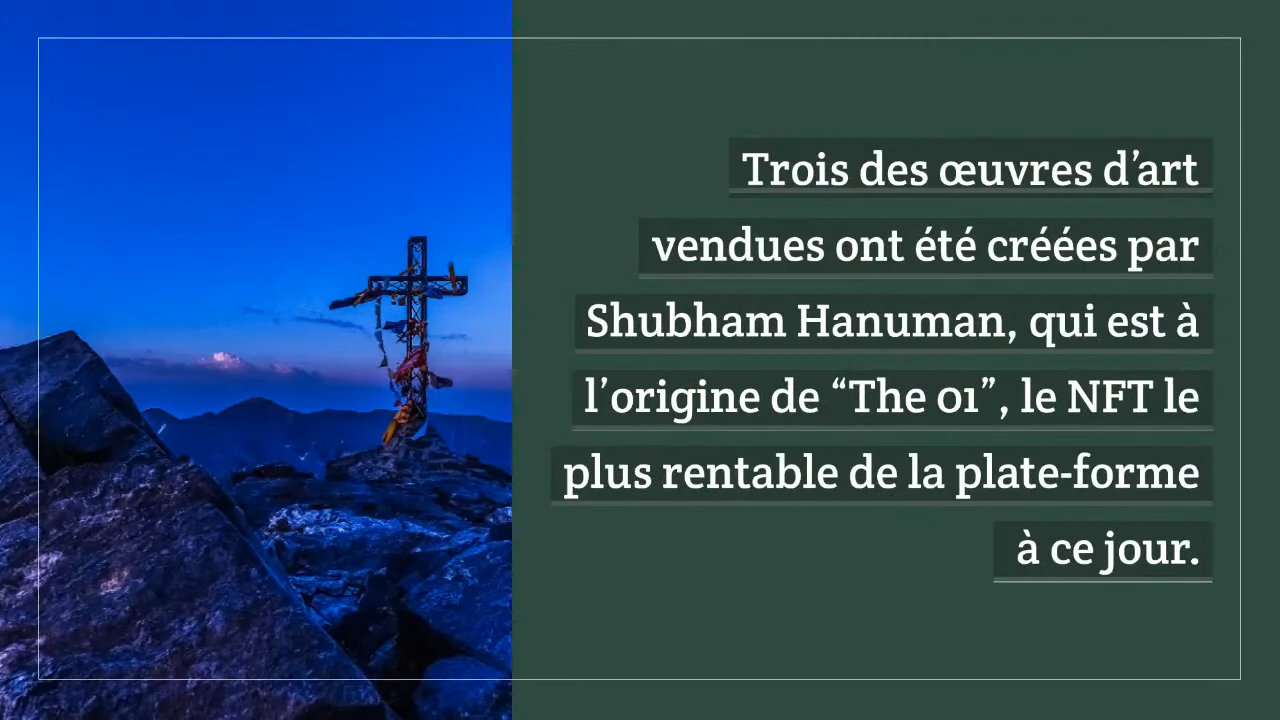 Trois des œuvres d’art
vendues ont été créées par
Shubham Hanuman, qui est à
l’origine de “The 01”, le NFT le
plus rentable de la plate-forme
à ce jour.